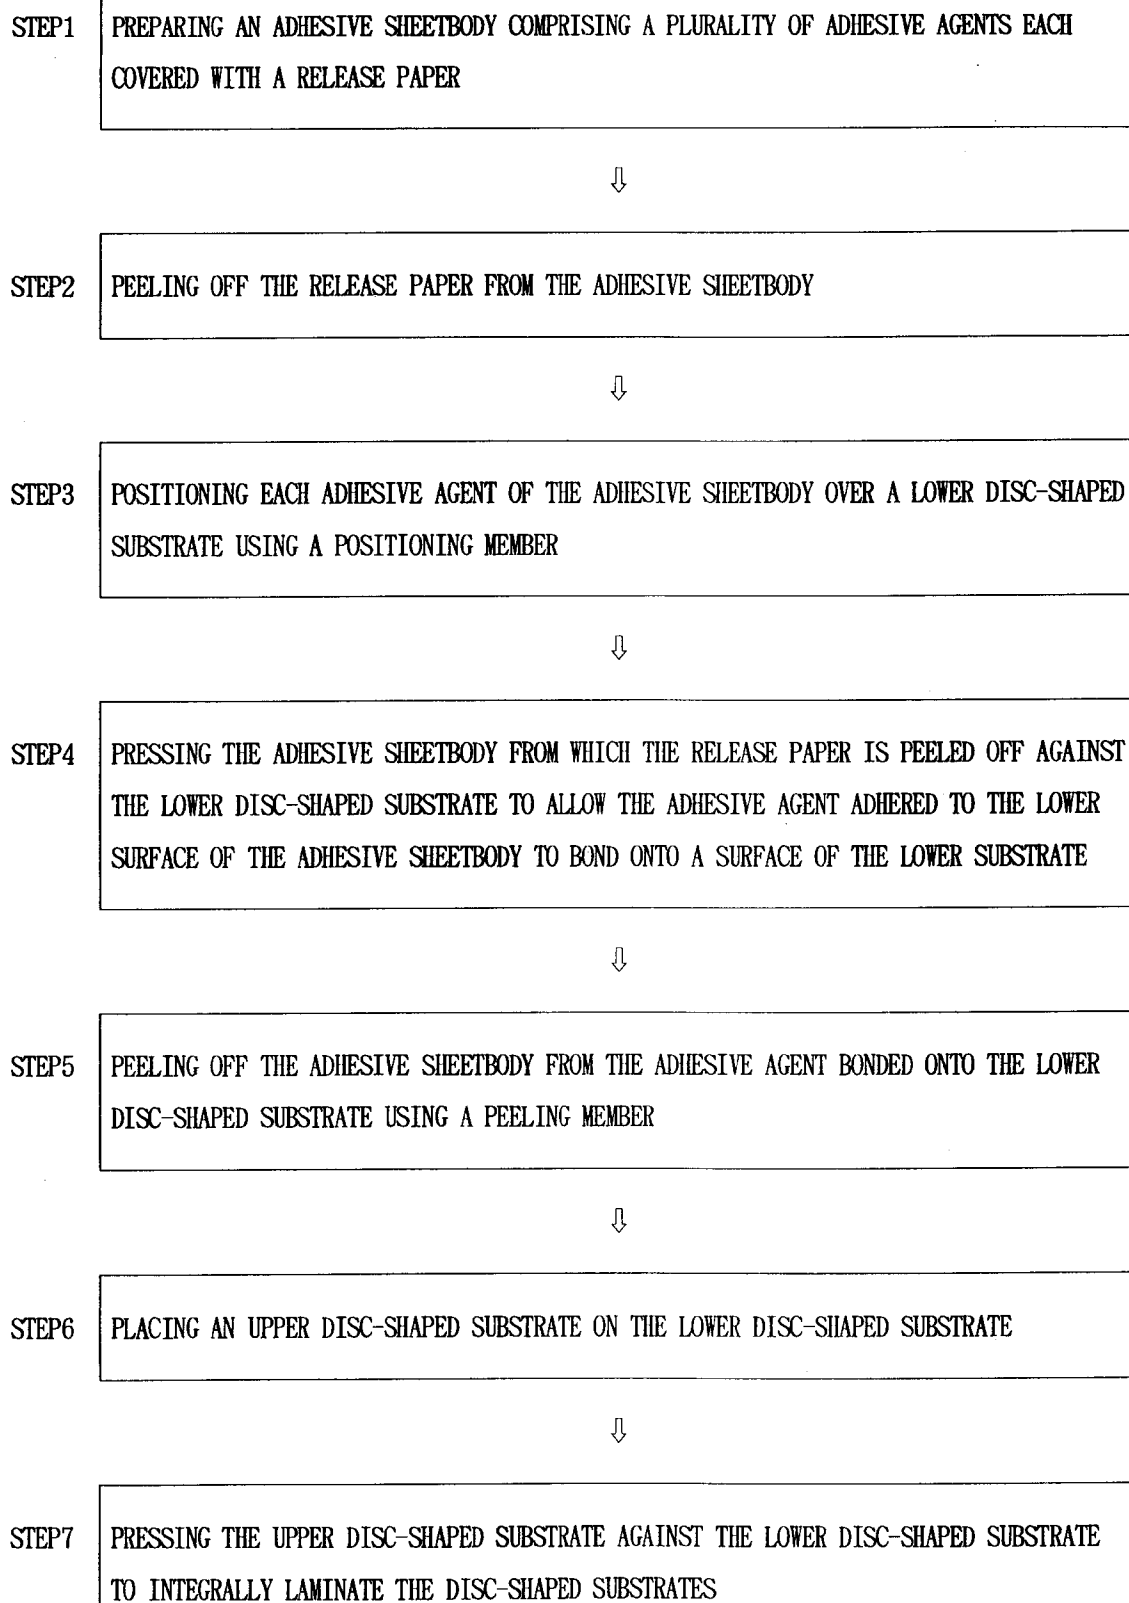 STEP1 PREPARING AN ADHESIVE SHEETBODY COMPRISING A PLURALITY OF ADHESIVE AGENTS EACH
COVERED WITH A RELEASE PAPER
⇩
STEP2 PEELING OFF THE RELEASE PAPER FROM THE ADHESIVE SHEETBODY
⇩
STEP3 POSITIONING EACH ADHESIVE AGENT OF THE ADHESIVE SHEETBODY OVER A LOWER DISC-SHAPED
SUBSTRATE USING A POSITIONING MEMBER
⇩
STEP4 PRESSING THE ADHESIVE SHEETBODY FROM WHICH THE RELEASE PAPER IS PEELED OFF AGAINST
THE LOWER DISC-SHAPED SUBSTRATE TO ALLOW THE ADHESIVE AGENT ADHERED TO THE LOWER
SURFACE OF THE ADHESIVE SHEETBODY TO BOND ONTO A SURFACE OF THE LOWER SUBSTRATE
⇩
STEP5 PEELING OFF THE ADHESIVE SHEETBODY FROM THE ADHESIVE AGENT BONDED ONTO THE LOWER
DISC-SHAPED SUBSTRATE USING A PEELING MEMBER
⇩
STEP6 PLACING AN UPPER DISC-SHAPED SUBSTRATE ON THE LOWER DISC-SHAPED SUBSTRATE
⇩
STEP7 PRESSING THE UPPER DISC-SHAPED SUBSTRATE AGAINST THE LOWER DISC-SHAPED SUBSTRATE
TO INTEGRALLY LAMINATE THE DISC-SHAPED SUBSTRATES